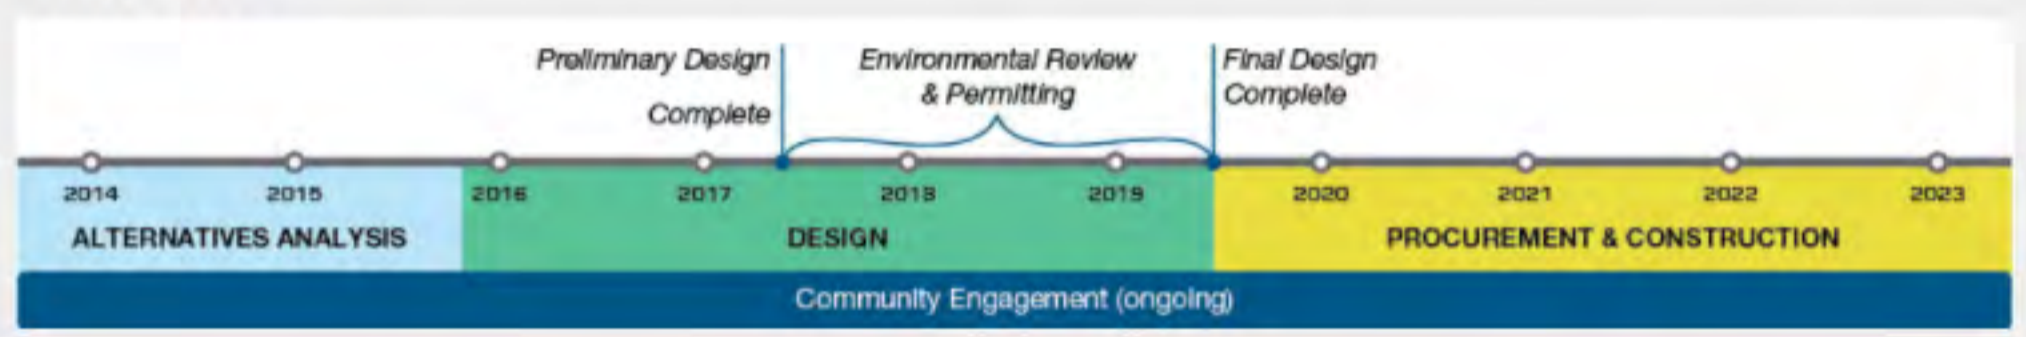 Preliminary Design
Complete
Environmental Review
& Permitting
Final Design
Complete
2014 2015 2016 2017 2018 2019 2020 2021 2022 2023
ALTERNATIVES ANALYSIS DESIGN PROCUREMENT & CONSTRUCTION
Community Engagement (ongoing)